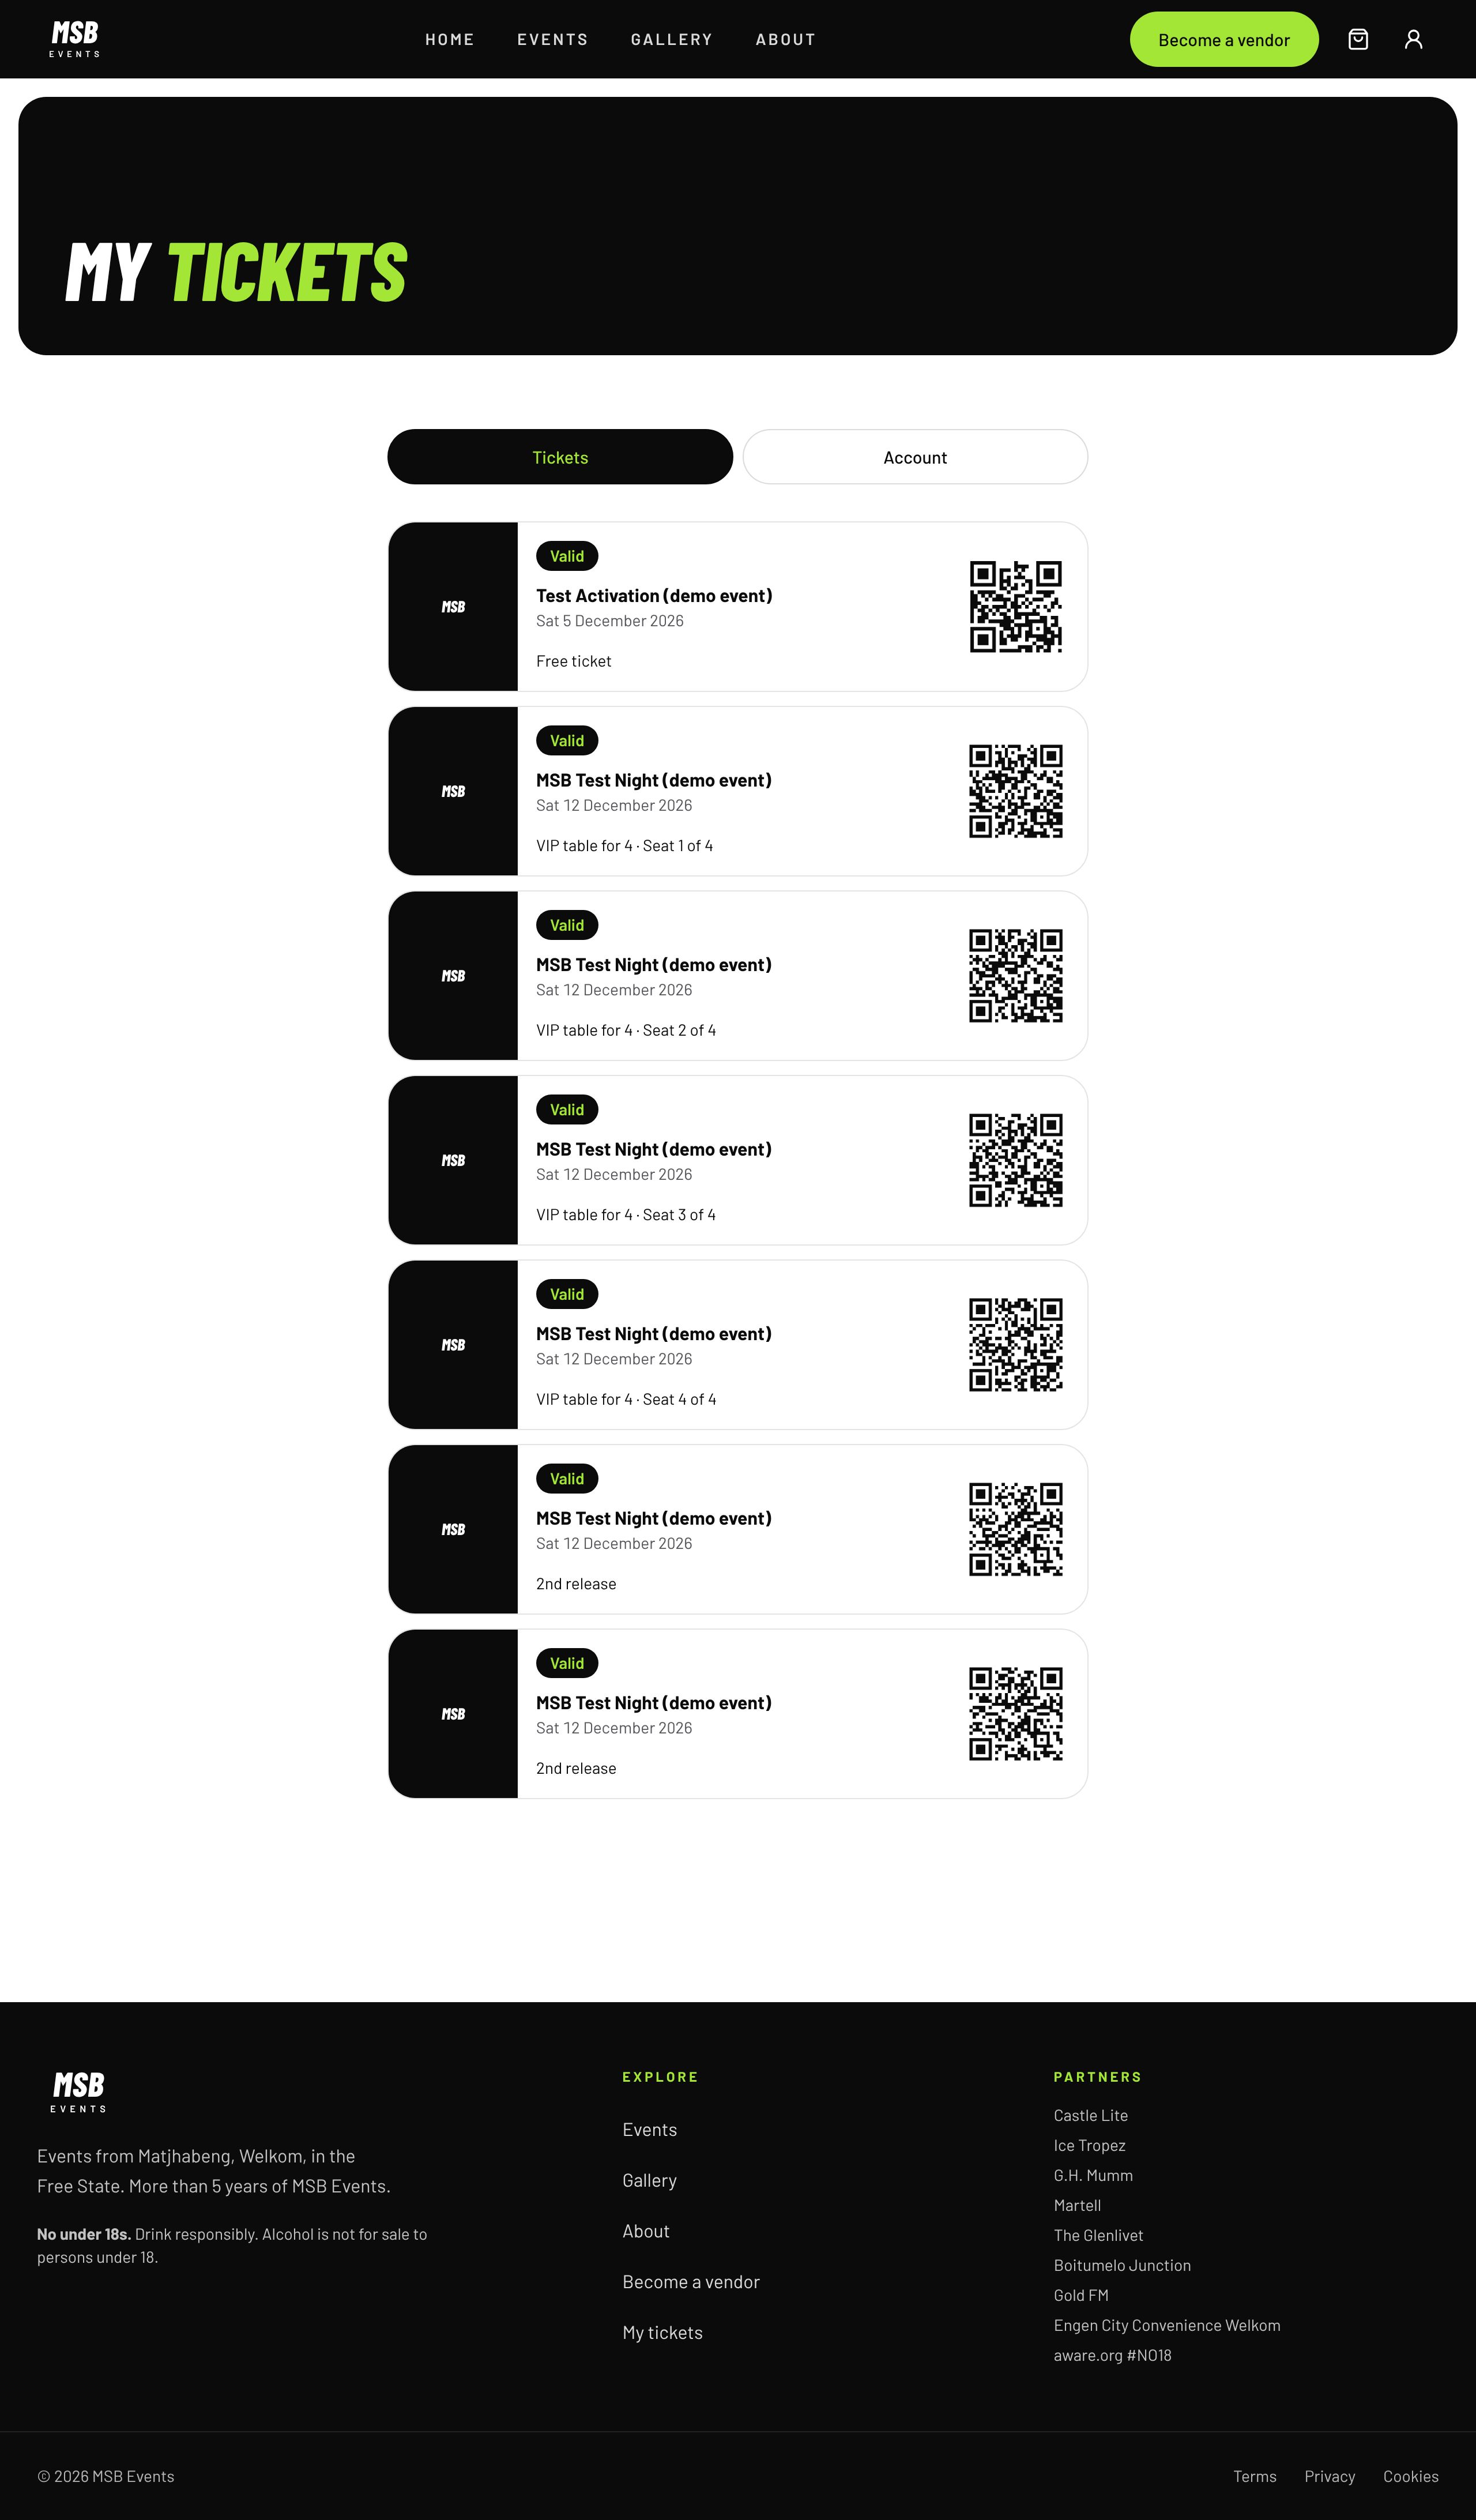 MSB
EVENTS
HOME EVENTS GALLERY ABOUT
Become a vendor
MY TICKETS
Tickets
Account
MSB
Valid
Test Activation (demo event)
Sat 5 December 2026
Free ticket
MSB
Valid
MSB Test Night (demo event)
Sat 12 December 2026
VIP table for 4 · Seat 1 of 4
MSB
Valid
MSB Test Night (demo event)
Sat 12 December 2026
VIP table for 4 · Seat 2 of 4
MSB
Valid
MSB Test Night (demo event)
Sat 12 December 2026
VIP table for 4 · Seat 3 of 4
MSB
Valid
MSB Test Night (demo event)
Sat 12 December 2026
VIP table for 4 · Seat 4 of 4
MSB
Valid
MSB Test Night (demo event)
Sat 12 December 2026
2nd release
MSB
Valid
MSB Test Night (demo event)
Sat 12 December 2026
2nd release
MSB
EVENTS
Events from Matjhabeng, Welkom, in the
Free State. More than 5 years of MSB Events.
No under 18s. Drink responsibly. Alcohol is not for sale to
persons under 18.
EXPLORE
Events
Gallery
About
Become a vendor
My tickets
PARTNERS
Castle Lite
Ice Tropez
G.H. Mumm
Martell
The Glenlivet
Boitumelo Junction
Gold FM
Engen City Convenience Welkom
aware.org #NO18
© 2026 MSB Events
Terms Privacy Cookies